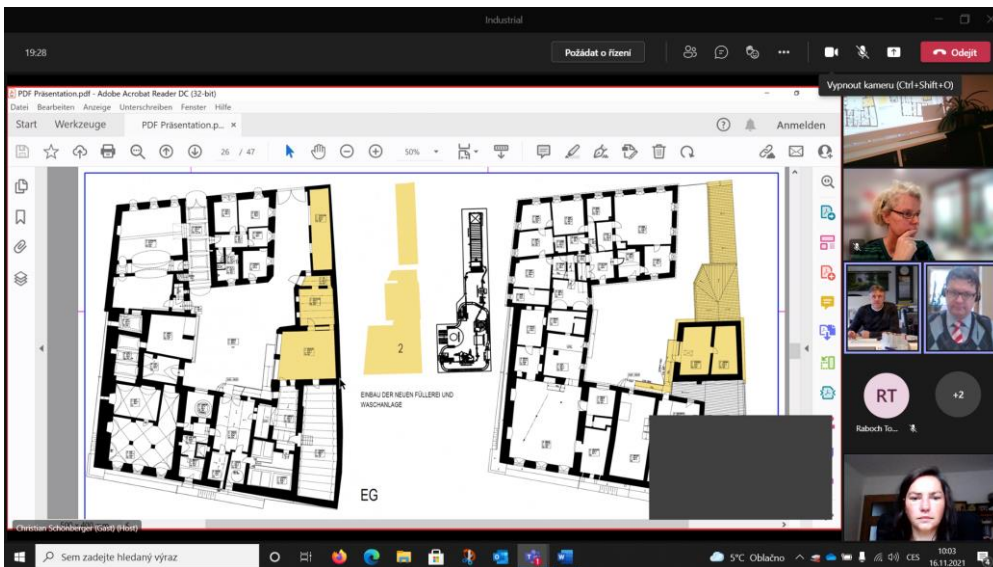 Industrial
19:28
Požádat o řízení
Odejít
Vypnout kameru (Ctrl+Shift+O)
PDF Präsentation.pdf - Adobe Acrobat Reader DC (32-bit)
Datei Bearbeiten Anzeige Unterschreiben Fenster Hilfe
Start Werkzeuge PDF Präsentation.p... ×
Anmelden
26 / 47
50%
2
EINBAU DER NEUEN FÜLLEREI UND
WASCHANLAGE
EG
RT
+2
Raboch To...
Christian Schönberger (Gast) (Host)
Sem zadejte hledaný výraz
5°C Oblačno
CES
10:03
16.11.2021